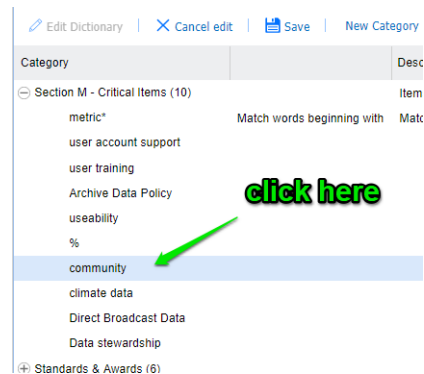 Edit Dictionary Cancel edit Save New Category
Category Desc
Section M - Critical Items (10) Item
metric* Match words beginning with Matc
user account support
user training
Archive Data Policy
click here
useability
%
community
climate data
Direct Broadcast Data
Data stewardship
Standards & Awards (6)